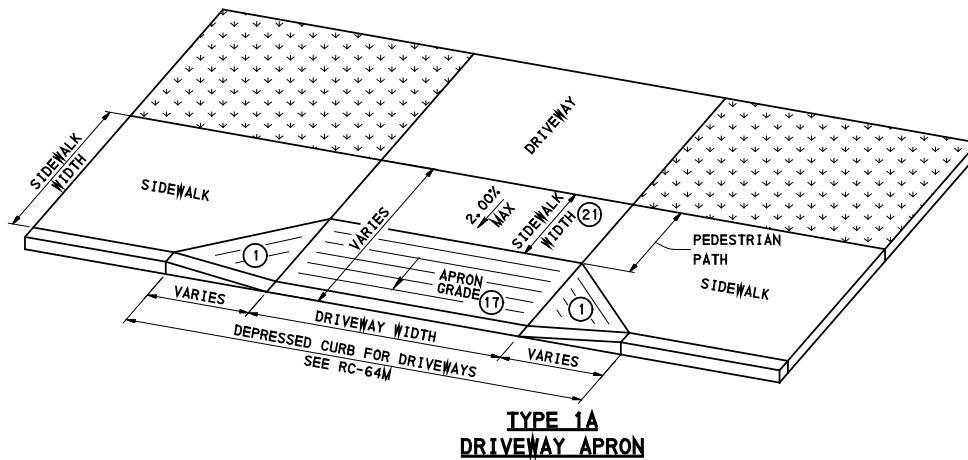 DRIVEWAY
SIDEWALK
WIDTH
SIDEWALK
VARIES
2.00%
MAX
SIDEWALK
WIDTH 21
PEDESTRIAN
PATH
SIDEWALK
1
APRON
GRADE 17
1
VARIES
DRIVEWAY WIDTH
VARIES
DEPRESSED CURB FOR DRIVEWAYS
SEE RC-64M
TYPE 1A
DRIVEWAY APRON